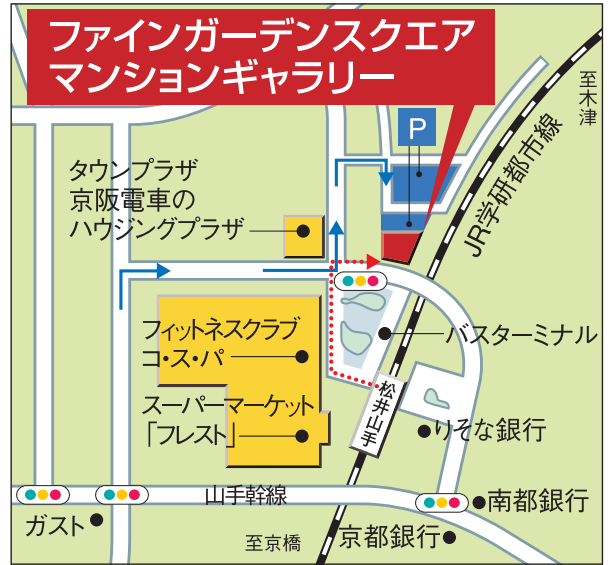 ファインガーデンスクエア
マンションギャラリー
至木津
P
JR学研都市線
タウンプラザ
京阪電車の
ハウジングプラザ
フィットネスクラブ
コ・ス・パ
バスターミナル
松井山手
スーパーマーケット
「フレスト」
りそな銀行
山手幹線
南都銀行
ガスト
至京橋
京都銀行